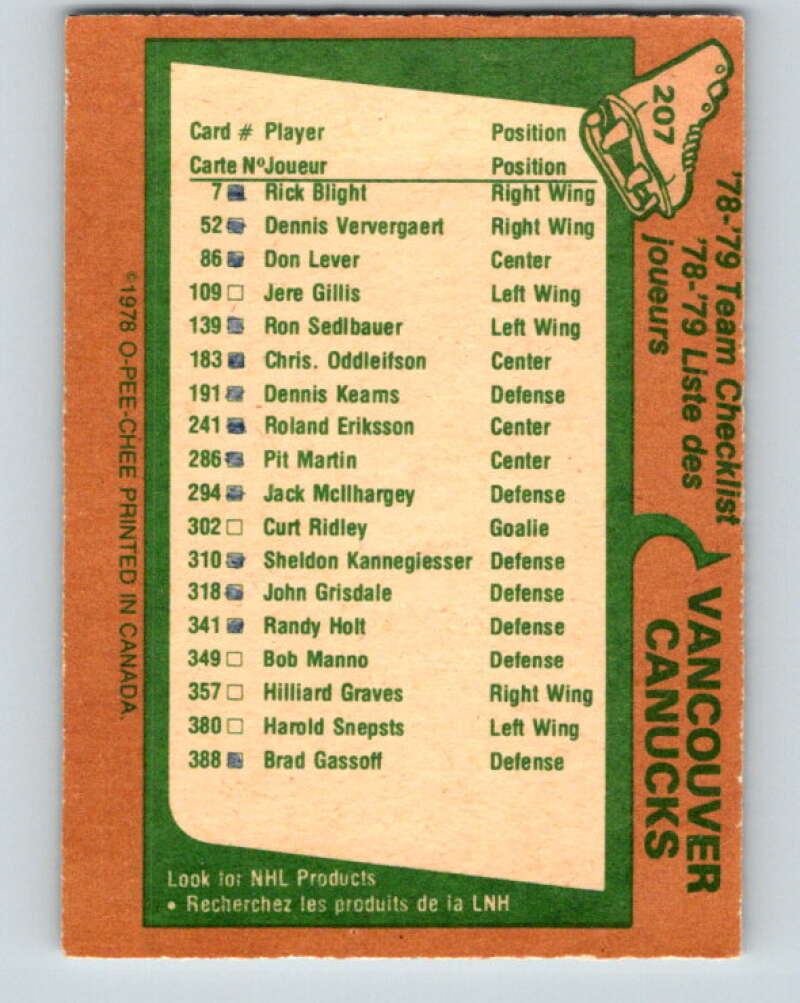 207
'78-'79 Team Checklist
'78-'79 Liste des
joueurs
VANCOUVER
CANUCKS
Card # Player Position
Carte Nº Joueur Position
7 Rick Blight Right Wing
52 Dennis Ververgaert Right Wing
86 Don Lever Center
109 □ Jere Gillis Left Wing
139 Ron Sedlbauer Left Wing
183 Chris. Oddleifson Center
191 Dennis Kearns Defense
241 Roland Eriksson Center
286 Pit Martin Center
294 Jack McIlhargey Defense
302 □ Curt Ridley Goalie
310 Sheldon Kannegiesser Defense
318 John Grisdale Defense
341 Randy Holt Defense
349 □ Bob Manno Defense
357 □ Hilliard Graves Right Wing
380 □ Harold Snepsts Left Wing
388 Brad Gassoff Defense
Look for NHL Products
• Recherchez les produits de la LNH
©1978 O-PEE-CHEE PRINTED IN CANADA.